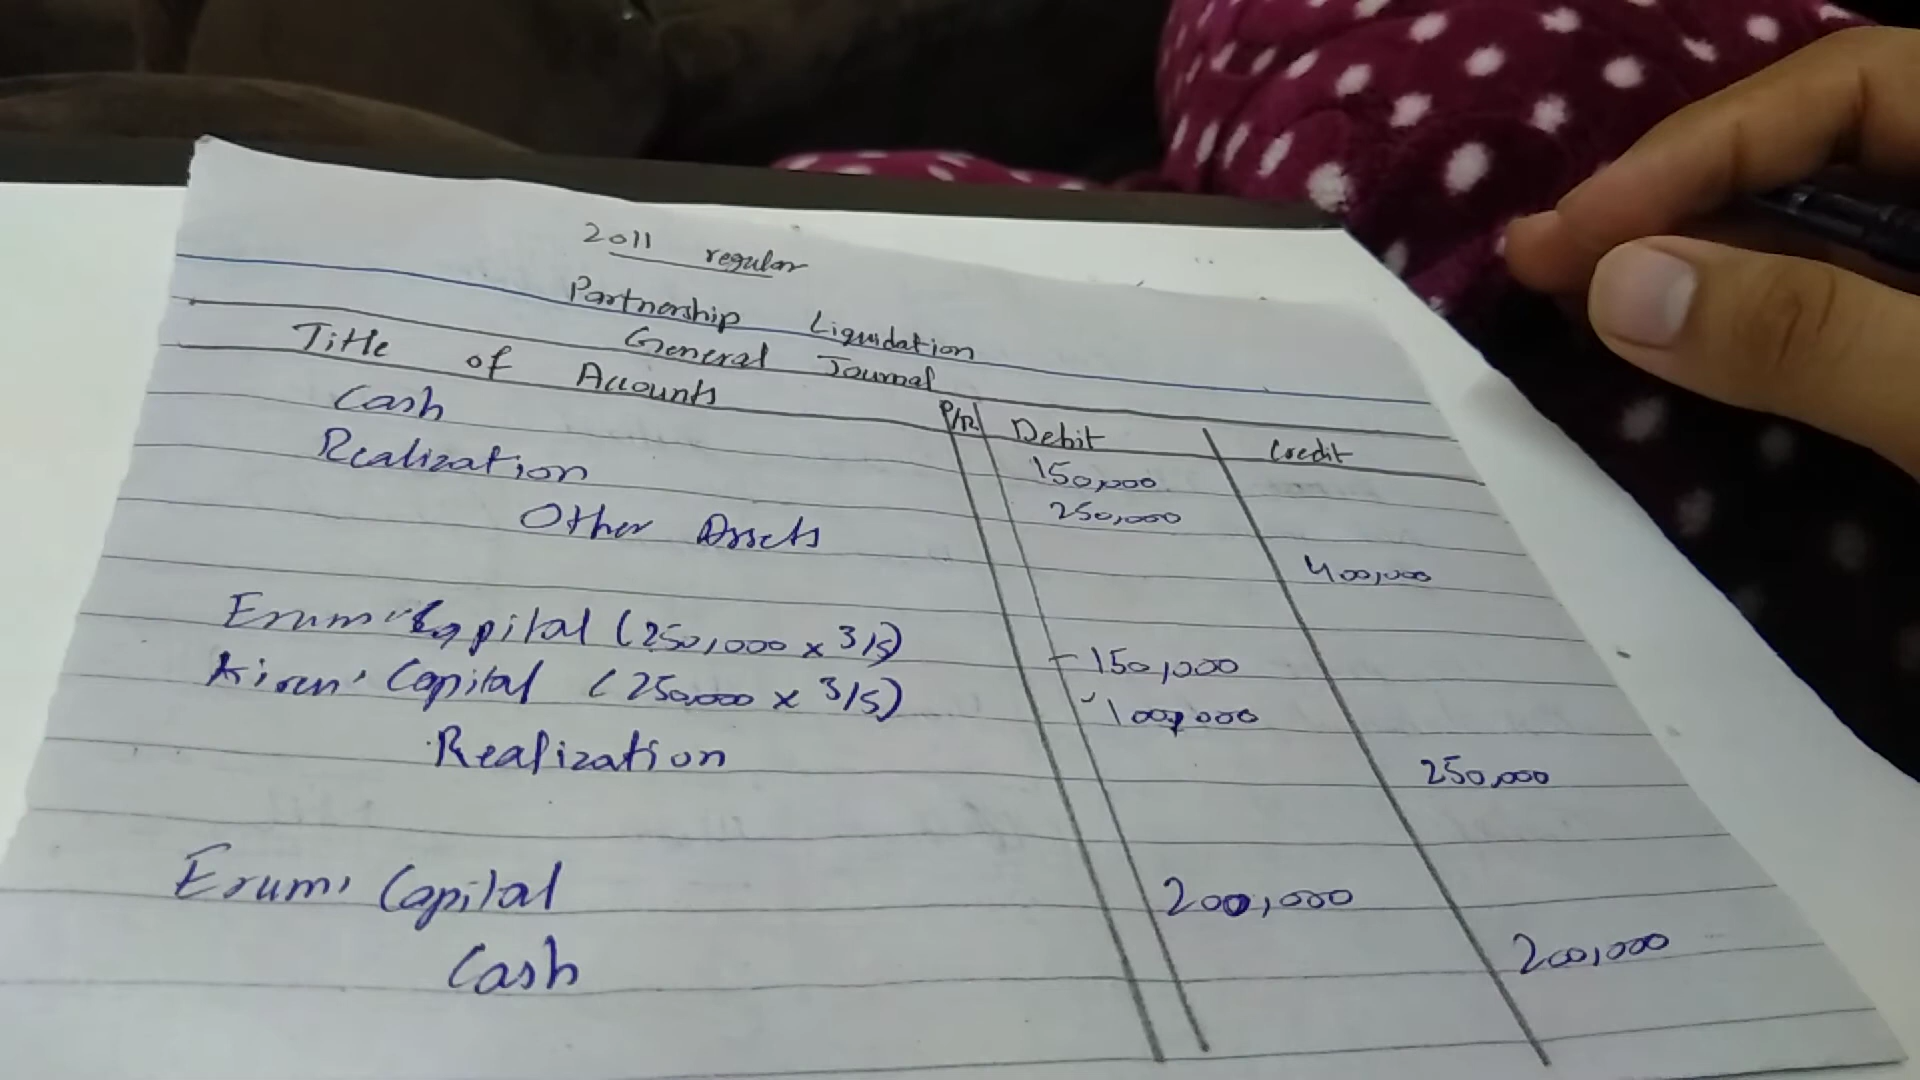 2011 regular
Partnership Liquidation
General Journal
Title of Accounts P/R Debit Credit
Cash 150,000
Realization 250,000
Other Assets 400,000
Erum, Capital (250,000 x 3/5) 150,000
Kiren, Capital (250,000 x 3/5) 100,000
Realization 250,000
Erum, Capital 200,000
Cash 200,000